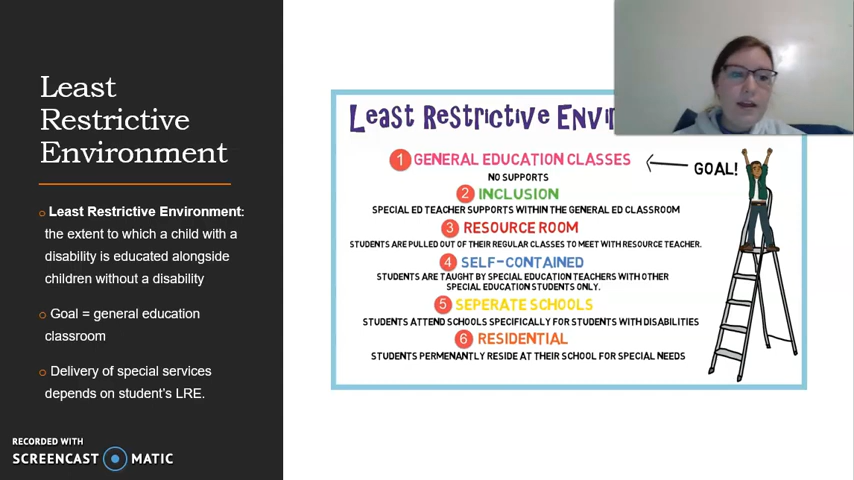 Least
Restrictive
Environment
Least Restrictive Environment:
the extent to which a child with a
disability is educated alongside
children without a disability
Goal = general education
classroom
Delivery of special services
depends on student's LRE.
RECORDED WITH
SCREENCAST MATIC
Least Restrictive
1 GENERAL EDUCATION CLASSES
GOAL!
NO SUPPORTS
2 INCLUSION
SPECIAL ED TEACHER SUPPORTS WITHIN THE GENERAL ED CLASSROOM
3 RESOURCE ROOM
STUDENTS ARE PULLED OUT OF THEIR REGULAR CLASSES TO MEET WITH RESOURCE TEACHER.
4 SELF-CONTAINED
STUDENTS ARE TAUGHT BY SPECIAL EDUCATION TEACHERS WITH OTHER
SPECIAL EDUCATION STUDENTS ONLY.
5 SEPERATE SCHOOLS
STUDENTS ATTEND SCHOOLS SPECIFICALLY FOR STUDENTS WITH DISABILITIES
6 RESIDENTIAL
STUDENTS PERMENANTLY RESIDE AT THEIR SCHOOL FOR SPECIAL NEEDS